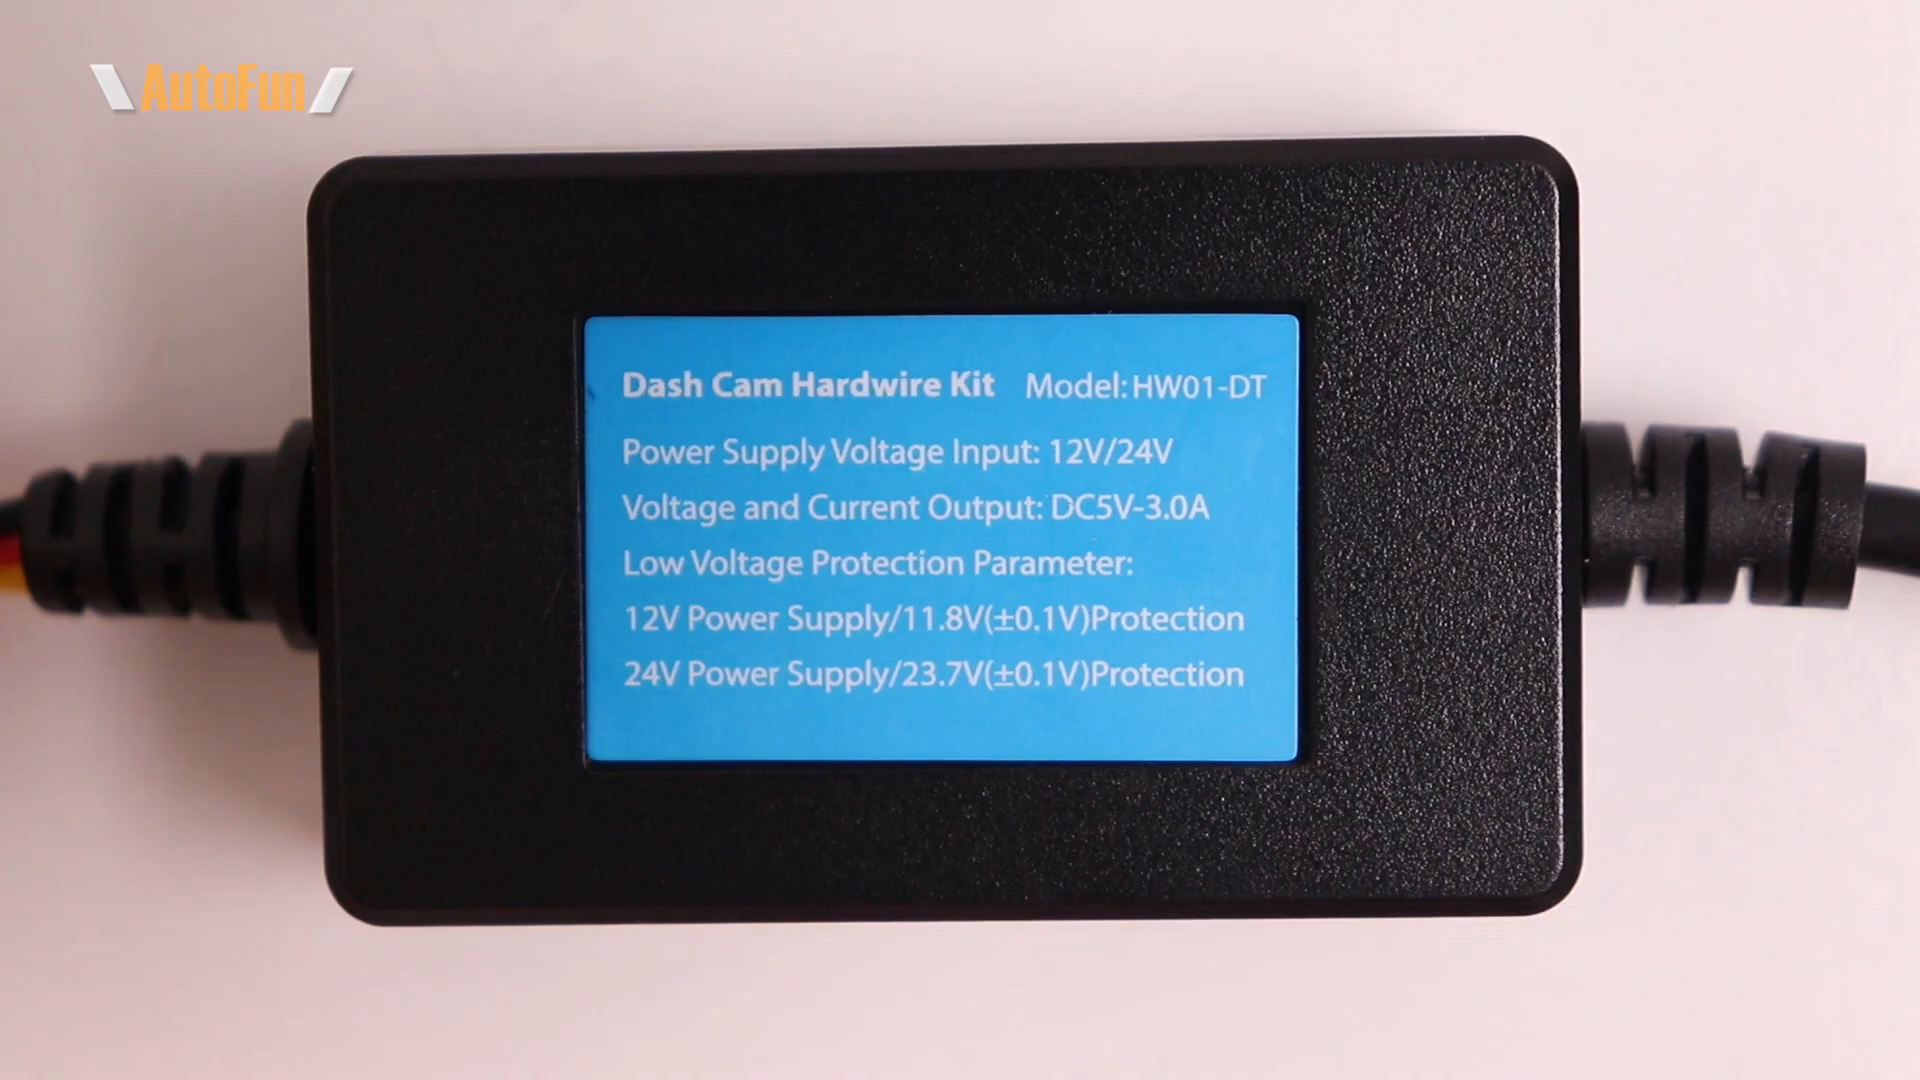 AutoFun
Dash Cam Hardwire Kit Model: HW01-DT
Power Supply Voltage Input: 12V/24V
Voltage and Current Output: DC5V-3.0A
Low Voltage Protection Parameter:
12V Power Supply/11.8V(±0.1V)Protection
24V Power Supply/23.7V(±0.1V)Protection